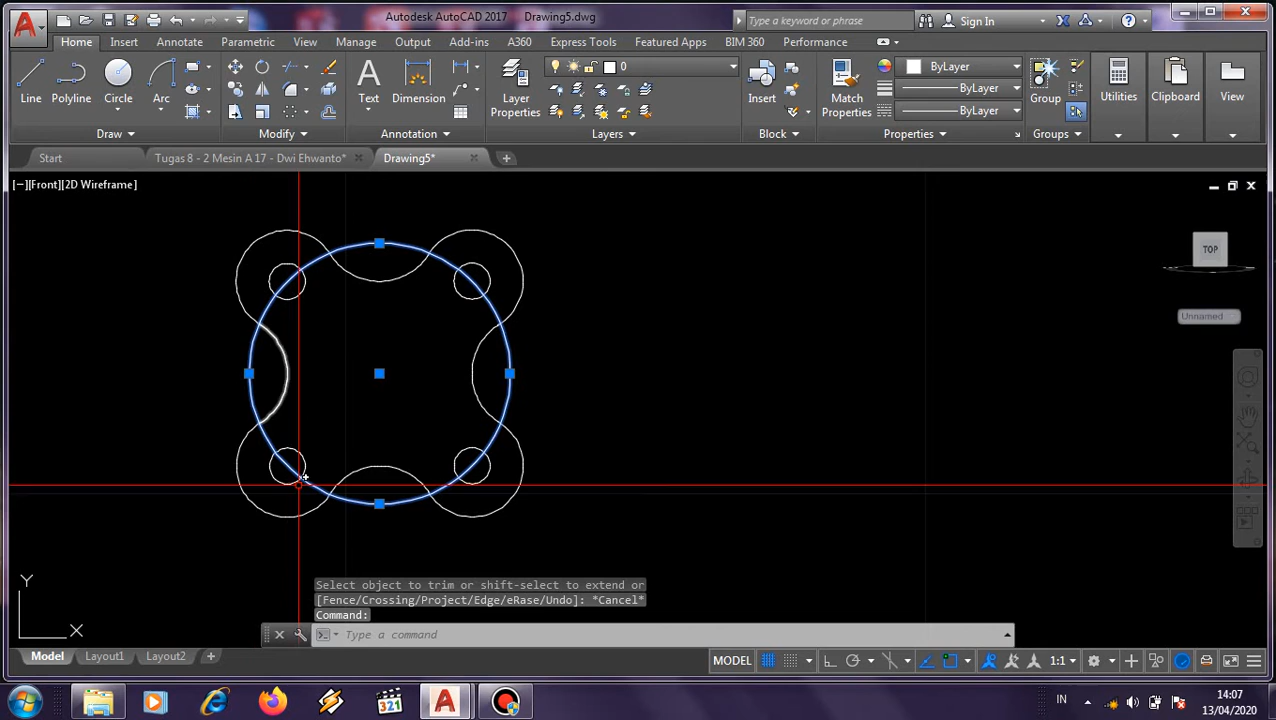 Autodesk AutoCAD 2017 Drawing5.dwg
Type a keyword or phrase
Sign In
Home Insert Annotate Parametric View Manage Output Add-ins A360 Express Tools Featured Apps BIM 360 Performance
Line Polyline Circle Arc
Text Dimension
Layer Properties
0
Insert
Match Properties
ByLayer
ByLayer
ByLayer
Group
Utilities
Clipboard
View
Draw Modify Annotation Layers Block Properties Groups
Start Tugas 8 - 2 Mesin A 17 - Dwi Ehwanto* Drawing5*
[−][Front][2D Wireframe]
TOP
Unnamed
Select object to trim or shift-select to extend or
[Fence/Crossing/Project/Edge/eRase/Undo]: *Cancel*
Command:
Type a command
Y
X
Model Layout1 Layout2
MODEL
1:1
321
IN
14:07
13/04/2020